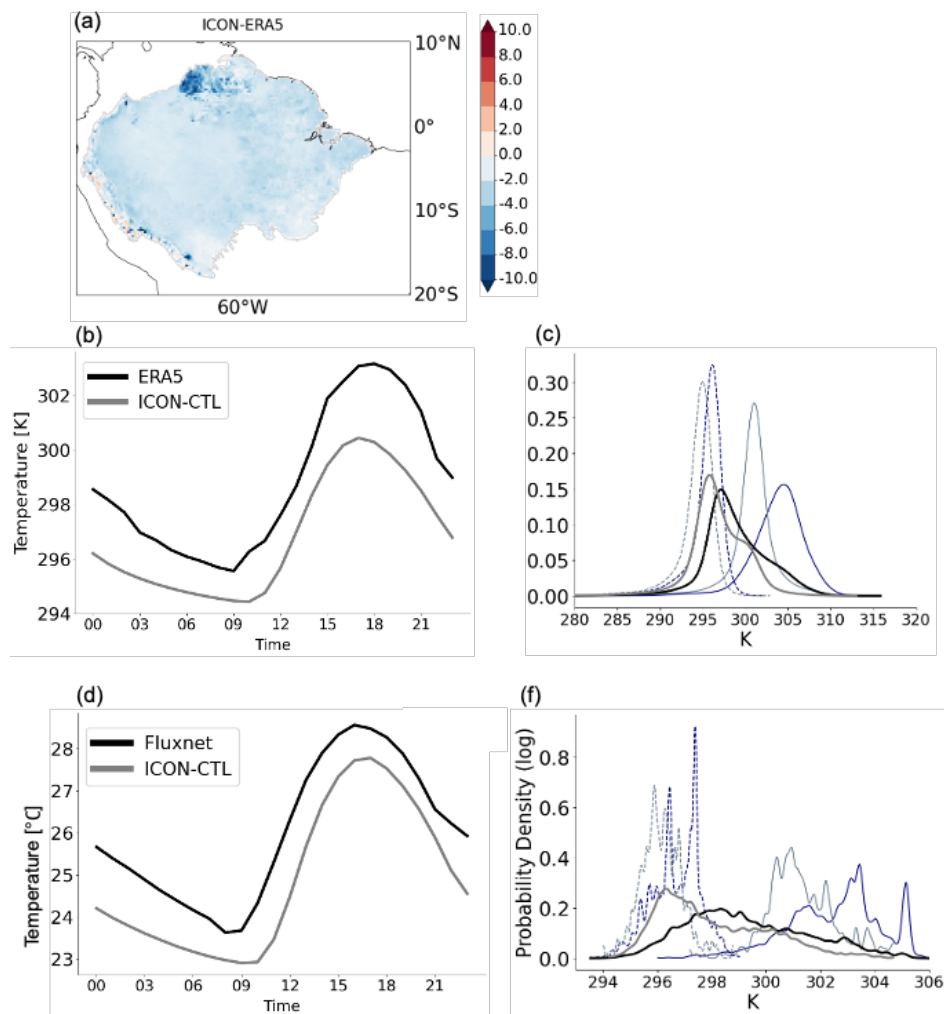 (a)
ICON-ERA5
10°N
0°
10°S
20°S
60°W
10.0
8.0
6.0
4.0
2.0
0.0
-2.0
-4.0
-6.0
-8.0
-10.0
(b)
ERA5
ICON-CTL
Temperature [K]
302
300
298
296
294
00 03 06 09 12 15 18 21
Time
(c)
0.30
0.25
0.20
0.15
0.10
0.05
0.00
280 285 290 295 300 305 310 315 320
K
(d)
Fluxnet
ICON-CTL
Temperature [°C]
28
27
26
25
24
23
00 03 06 09 12 15 18 21
Time
(f)
Probability Density (log)
0.8
0.6
0.4
0.2
0.0
294 296 298 300 302 304 306
K